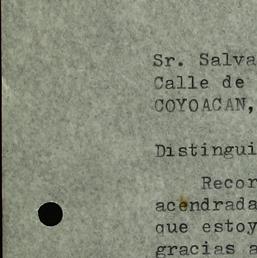 Sr. Salva
Calle de
COYOACAN,
Distingui
Recor
acendrada
que estoy
gracias a